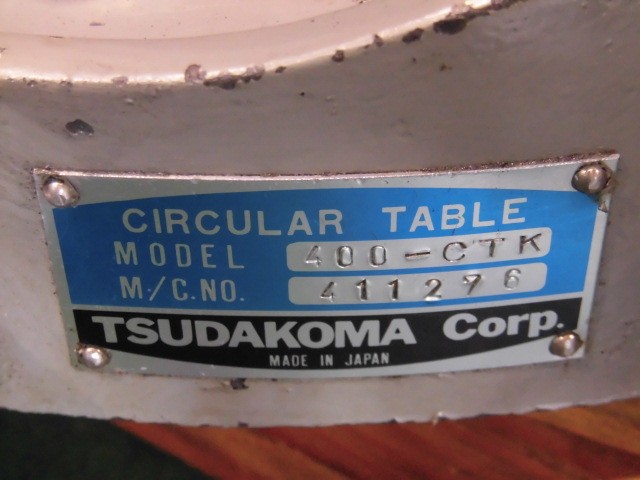 CIRCULAR TABLE
MODEL 400-CTK
M/C.NO. 411276
TSUDAKOMA Corp.
MADE IN JAPAN